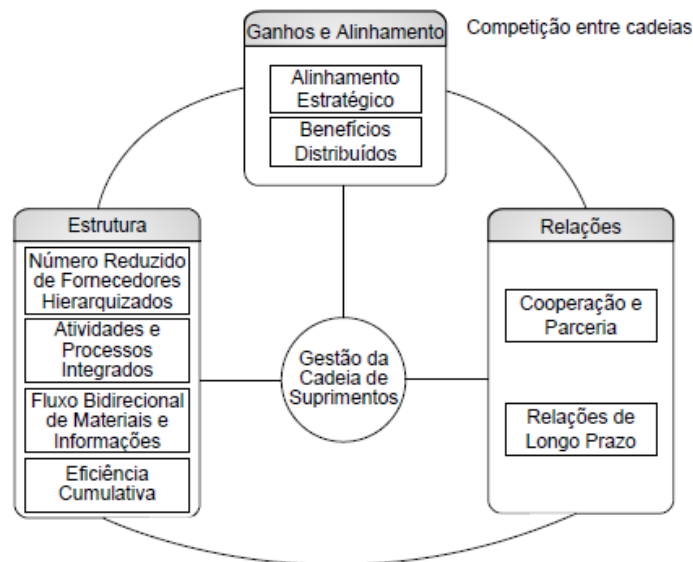 Ganhos e Alinhamento
Competição entre cadeias
Alinhamento
Estratégico
Benefícios
Distribuídos
Estrutura
Número Reduzido
de Fornecedores
Hierarquizados
Atividades e
Processos
Integrados
Fluxo Bidirecional
de Materiais e
Informações
Eficiência
Cumulativa
Gestão da
Cadeia de
Suprimentos
Relações
Cooperação e
Parceria
Relações de
Longo Prazo